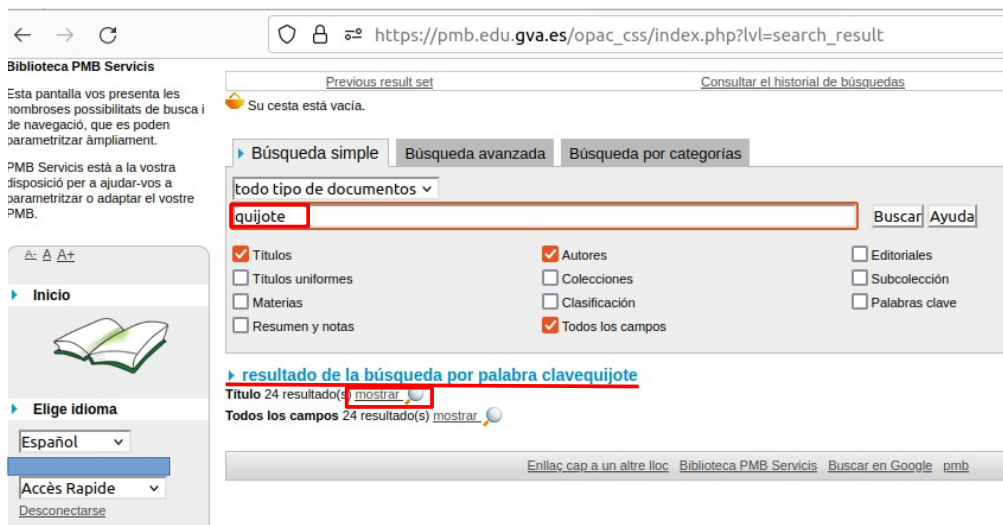 https://pmb.edu.gva.es/opac_css/index.php?lvl=search_result
Biblioteca PMB Servicis
Esta pantalla vos presenta les
nombroses possibilitats de busca i
de navegació, que es poden
parametritzar àmpliament.
PMB Servicis està a la vostra
disposició per a ajudar-vos a
parametritzar o adaptar el vostre
PMB.
A- A A+
Inicio
Elige idioma
Español
Accès Rapide
Desconectarse
Previous result set
Consultar el historial de búsquedas
Su cesta está vacía.
Búsqueda simple Búsqueda avanzada Búsqueda por categorías
todo tipo de documentos
quijote Buscar Ayuda
Títulos Autores Editoriales
Títulos uniformes Colecciones Subcolección
Materias Clasificación Palabras clave
Resumen y notas Todos los campos
resultado de la búsqueda por palabra clavequijote
Título 24 resultado(s) mostrar
Todos los campos 24 resultado(s) mostrar
Enllaç cap a un altre lloc Biblioteca PMB Servicis Buscar en Google pmb